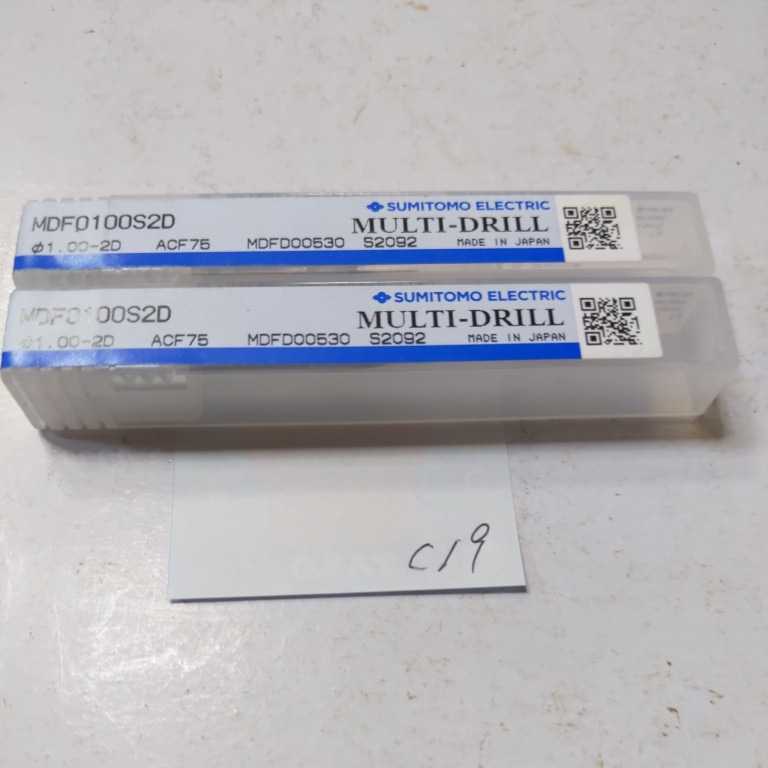 SUMITOMO ELECTRIC
MDF0100S2D MULTI-DRILL
φ1.00-2D ACF75 MDFD00530 S2092 MADE IN JAPAN
SUMITOMO ELECTRIC
MDF0100S2D MULTI-DRILL
φ1.00-2D ACF75 MDFD00530 S2092 MADE IN JAPAN
C19